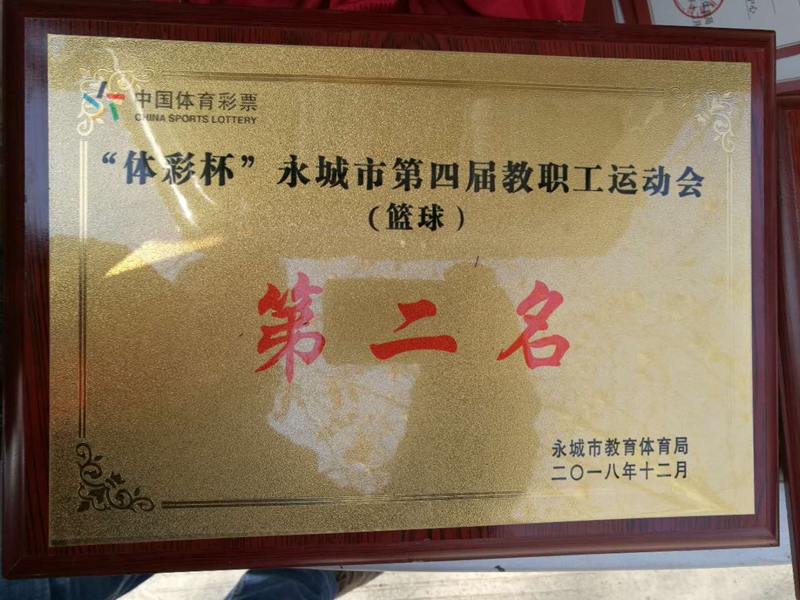 中国体育彩票
CHINA SPORTS LOTTERY
“体彩杯”永城市第四届教职工运动会
（篮球）
第二名
永城市教育体育局
二〇一八年十二月